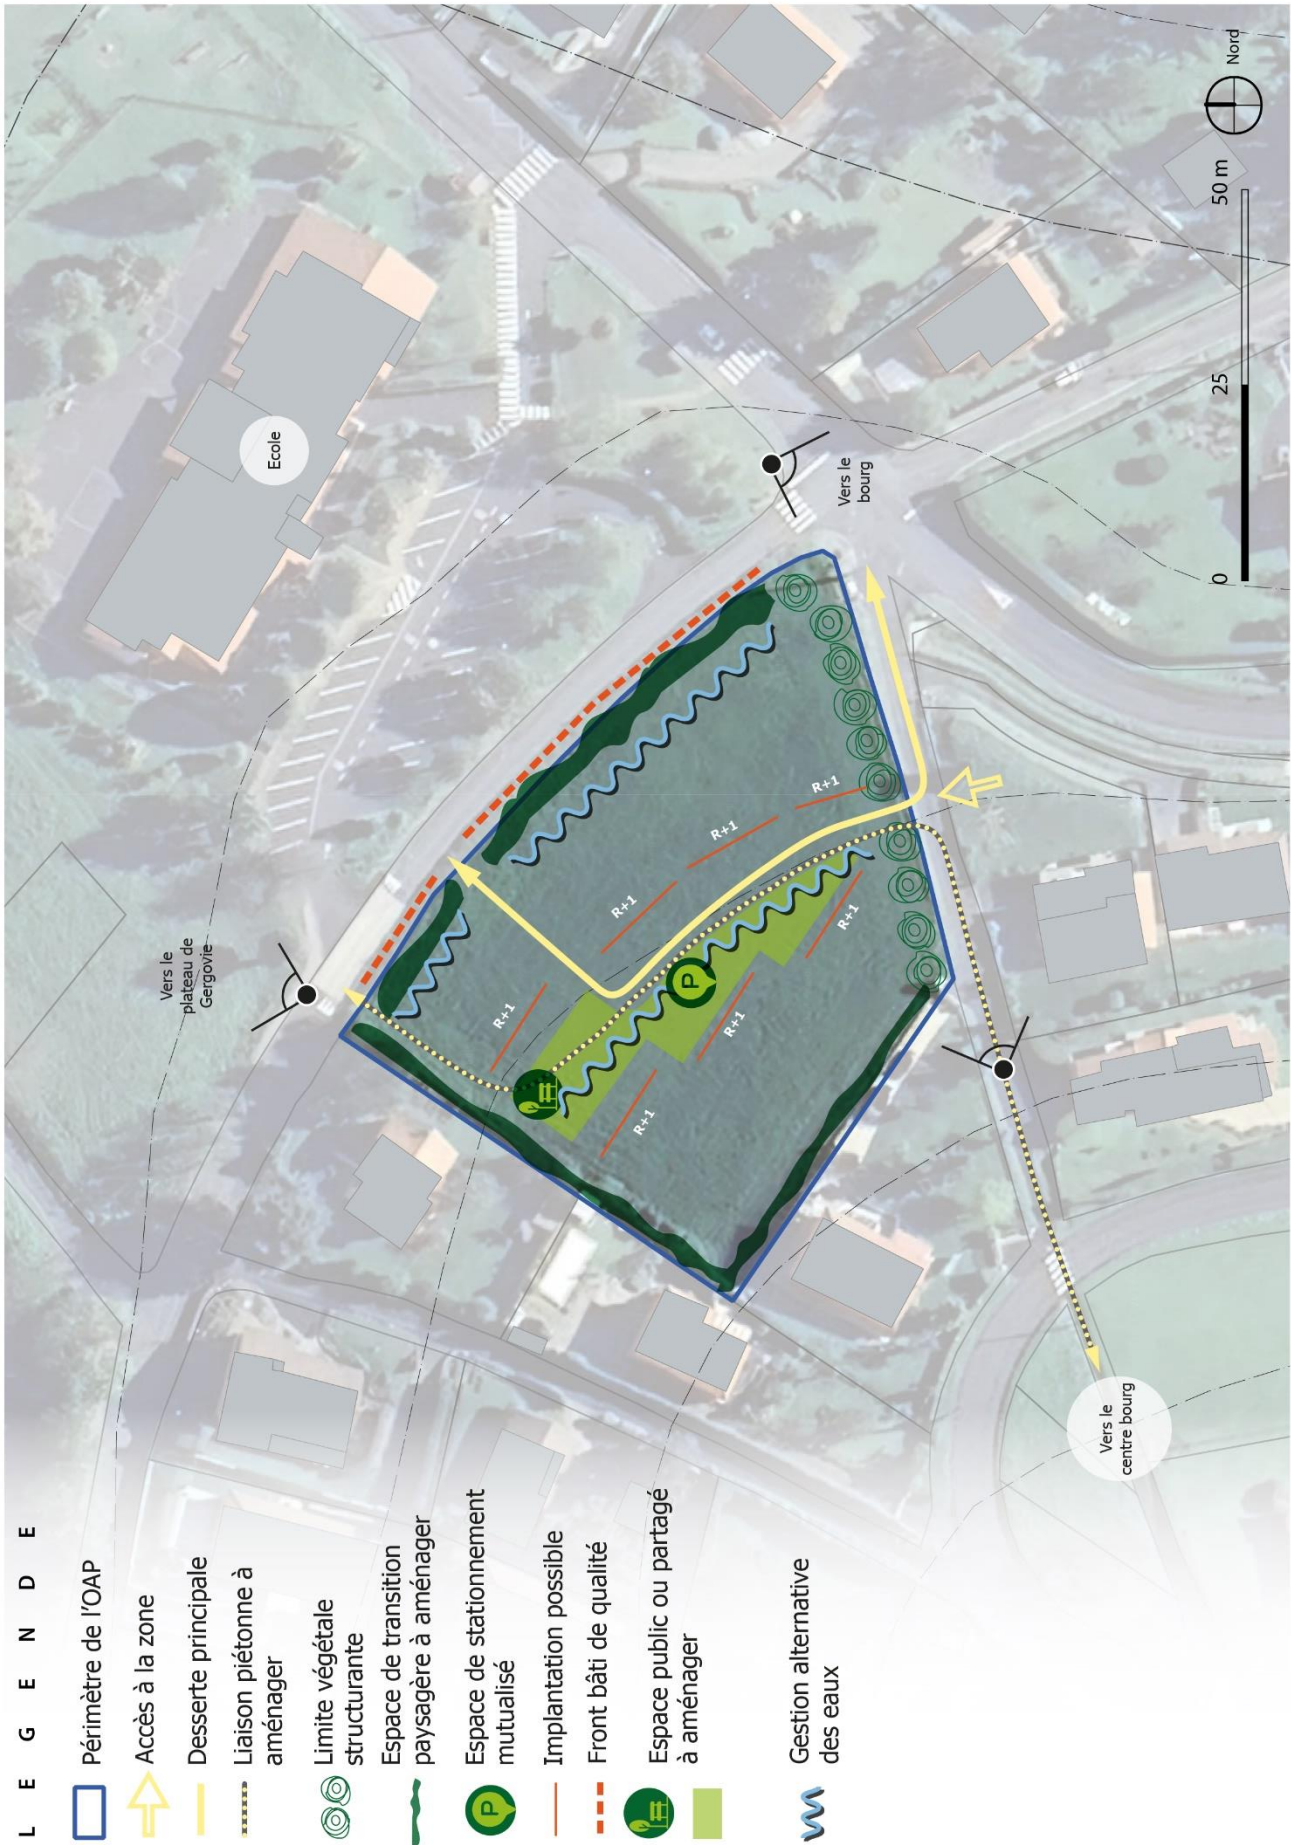 L E G E N D E
Périmètre de l'OAP
Accès à la zone
Desserte principale
Liaison piétonne à
aménager
Limite végétale
structurante
Espace de transition
paysagère à aménager
P
Espace de stationnement
mutualisé
Implantation possible
Front bâti de qualité
Espace public ou partagé
à aménager
Gestion alternative
des eaux
Vers le
plateau de
Gergovie
Ecole
Vers le
bourg
Vers le
centre bourg
R+1
R+1
R+1
R+1
R+1
R+1
R+1
P
0
25
50 m
Nord